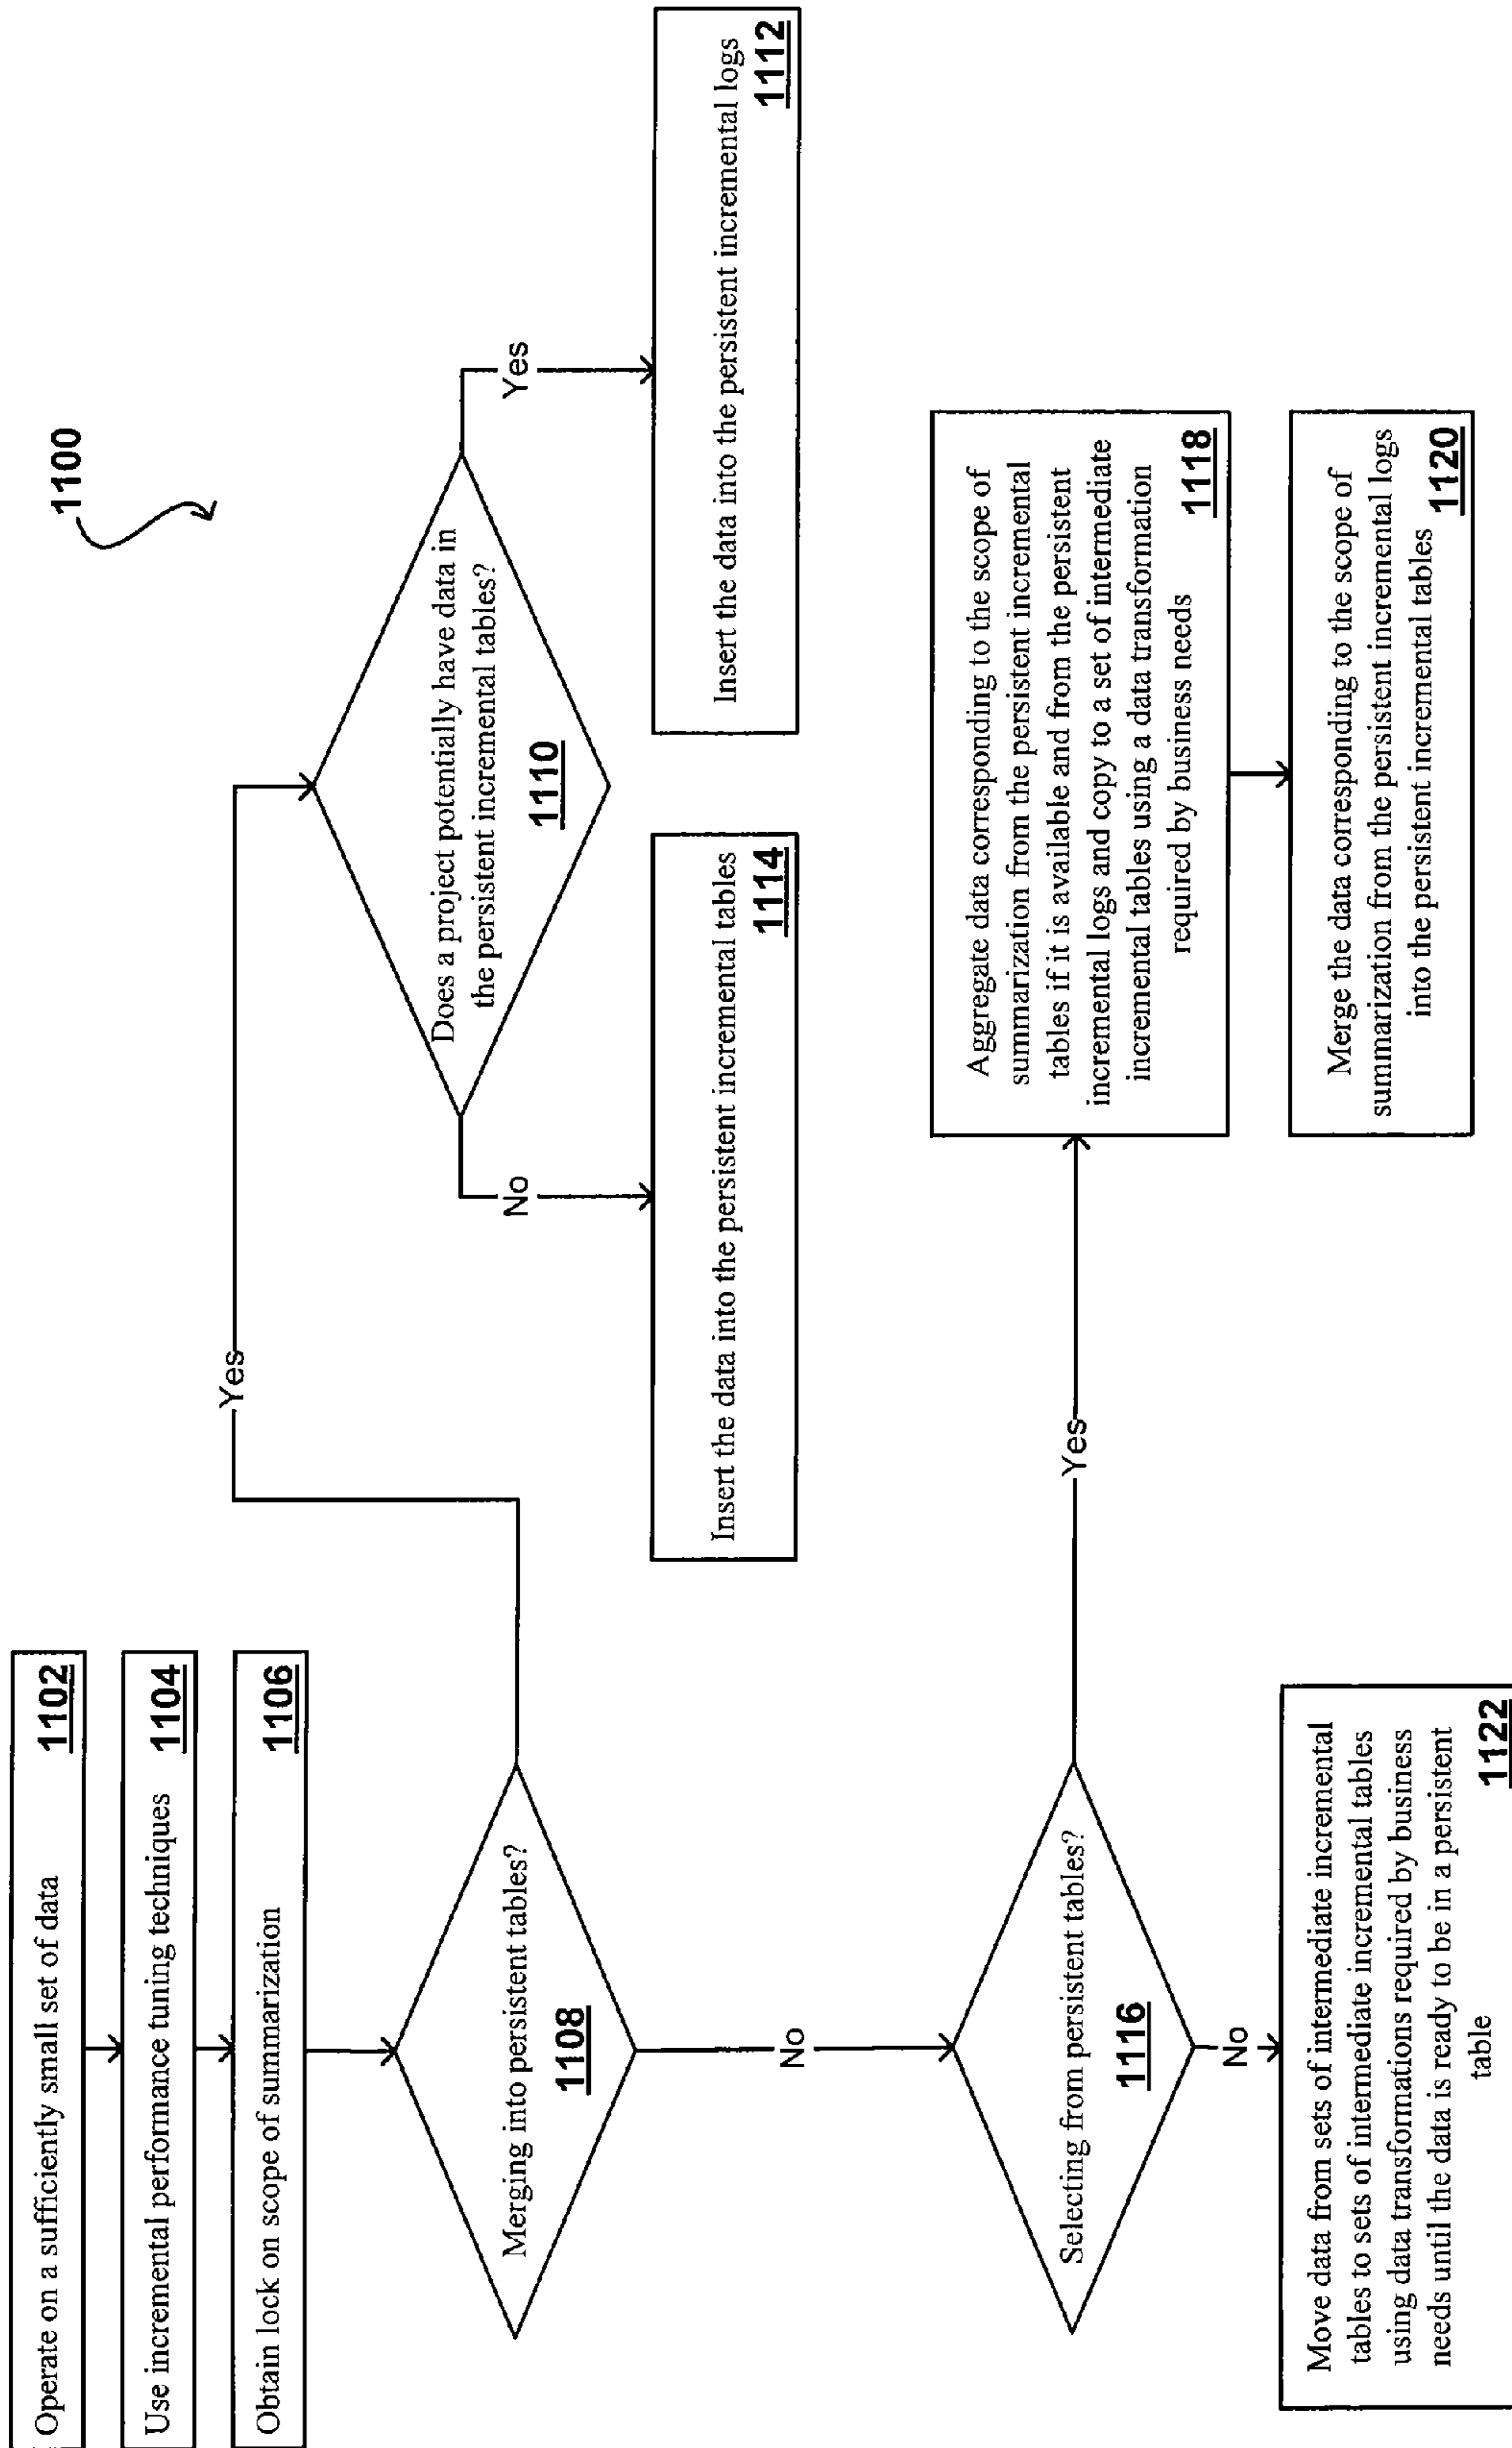 1100
Operate on a sufficiently small set of data
1102
Use incremental performance tuning techniques
1104
Obtain lock on scope of summarization
1106
Merging into persistent tables?
1108
Yes
Does a project potentially have data in
the persistent incremental tables?
1110
Yes
Insert the data into the persistent incremental logs
1112
No
Insert the data into the persistent incremental tables
1114
No
Selecting from persistent tables?
1116
Yes
Aggregate data corresponding to the scope of
summarization from the persistent incremental
tables if it is available and from the persistent
incremental logs and copy to a set of intermediate
incremental tables using a data transformation
required by business needs
1118
Merge the data corresponding to the scope of
summarization from the persistent incremental logs
into the persistent incremental tables
1120
No
Move data from sets of intermediate incremental
tables to sets of intermediate incremental tables
using data transformations required by business
needs until the data is ready to be in a persistent
table
1122